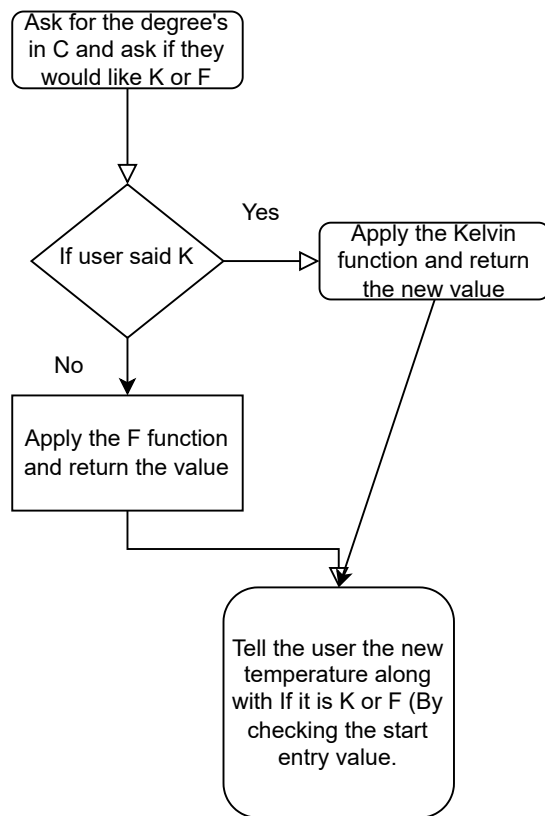 Ask for the degree's
in C and ask if they
would like K or F
Yes
If user said K
Apply the Kelvin
function and return
the new value
No
Apply the F function
and return the value
Tell the user the new
temperature along
with If it is K or F (By
checking the start
entry value.